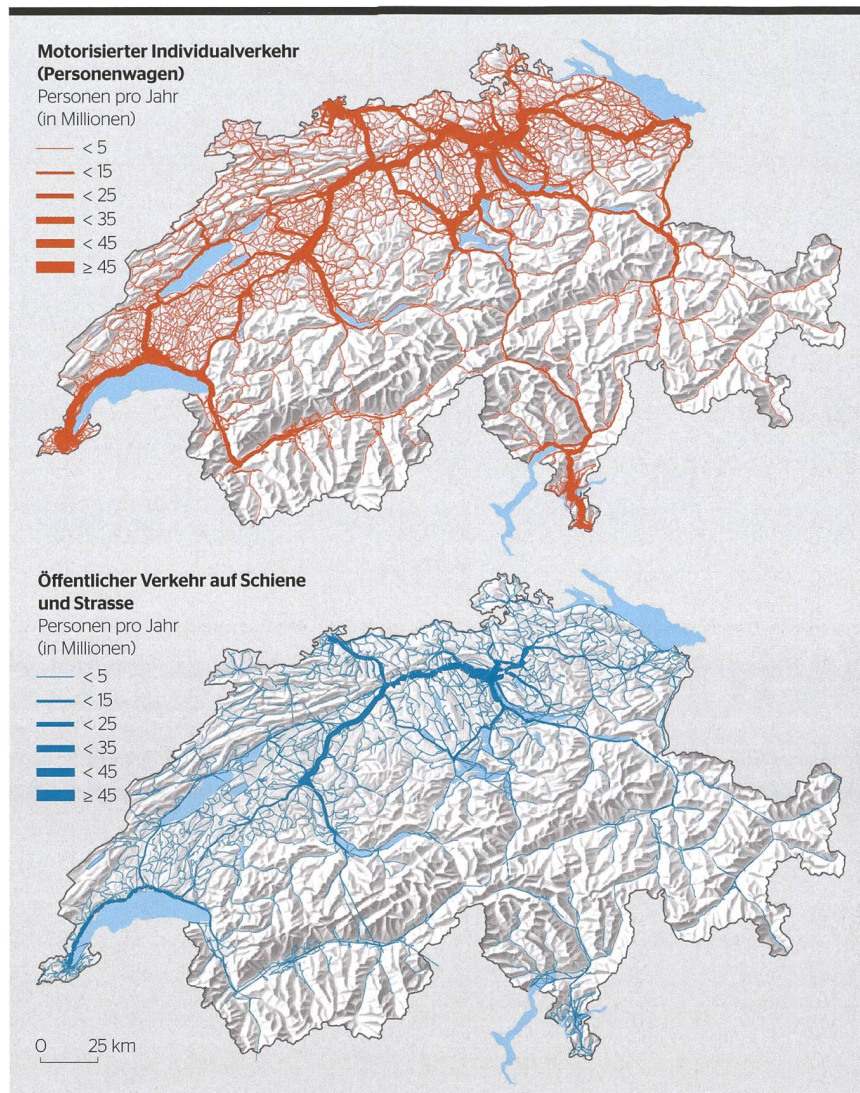 Motorisierter Individualverkehr
(Personenwagen)
Personen pro Jahr
(in Millionen)
< 5
< 15
< 25
< 35
< 45
≥ 45
Öffentlicher Verkehr auf Schiene
und Strasse
Personen pro Jahr
(in Millionen)
< 5
< 15
< 25
< 35
< 45
≥ 45
0 25 km